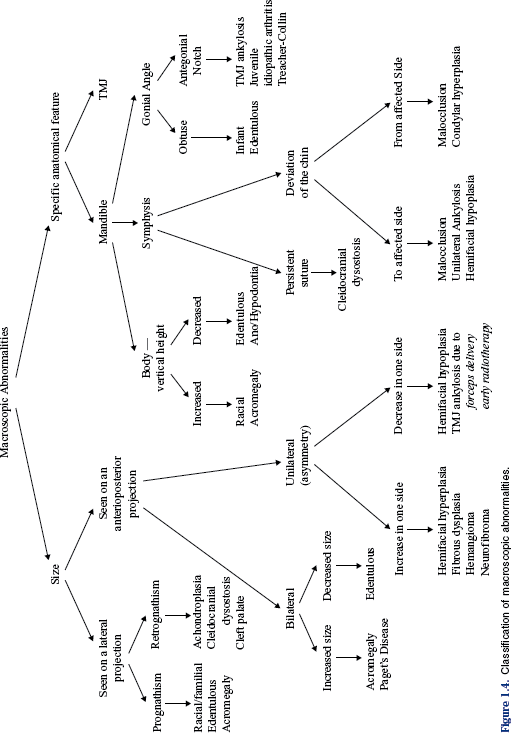 Macroscopic Abnormalities
Size
Specific anatomical feature
Seen on a lateral
projection
Seen on an
anterioposterior
projection
Mandible
TMJ
Prognathism
Retrognathism
Racial/familial
Edentulous
Acromegaly
Achondroplasia
Cleidocranial
dysostosis
Cleft palate
Body —
vertical height
Symphysis
Gonial Angle
Increased
Decreased
Racial
Acromegaly
Edentulous
Ano/Hypodontia
Obtuse
Antegonial
Notch
Infant
Edentulous
TMJ ankylosis
Juvenile
idiopathic arthritis
Treacher-Collin
Bilateral
Unilateral
(asymmetry)
Persistent
suture
Deviation
of the chin
Cleidocranial
dysostosis
Increased size
Decreased size
Acromegaly
Paget's Disease
Edentulous
Increase in one side
Decrease in one side
Hemifacial hyperplasia
Fibrous dysplasia
Hemangioma
Neurofibroma
Hemifacial hypoplasia
TMJ ankylosis due to
forceps delivery
early radiotherapy
To affected side
From affected Side
Malocclusion
Unilateral Ankylosis
Hemifacial hypoplasia
Malocclusion
Condylar hyperplasia
Figure 1.4. Classification of macroscopic abnormalities.